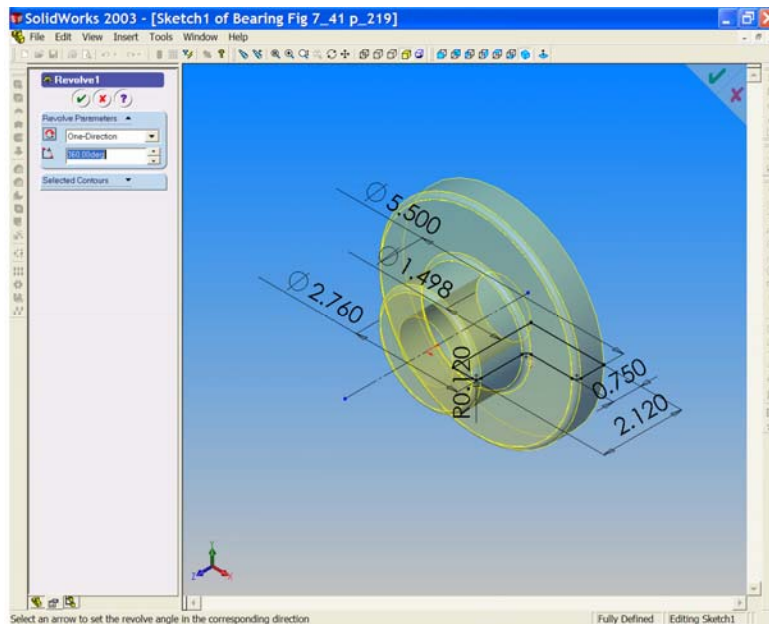 SolidWorks 2003 - [Sketch1 of Bearing Fig 7_41 p_219]
File Edit View Insert Tools Window Help
Revolve1
Revolve Parameters
One-Direction
360.00deg
Selected Contours
Ø5.500
Ø1.498
Ø2.760
R0.120
0.750
2.120
Y
Z
X
Select an arrow to set the revolve angle in the corresponding direction
Fully Defined
Editing Sketch1